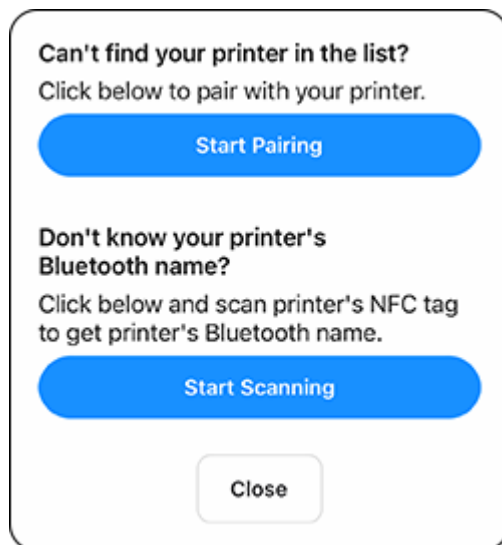 Can't find your printer in the list?
Click below to pair with your printer.
Start Pairing
Don't know your printer's
Bluetooth name?
Click below and scan printer's NFC tag
to get printer's Bluetooth name.
Start Scanning
Close